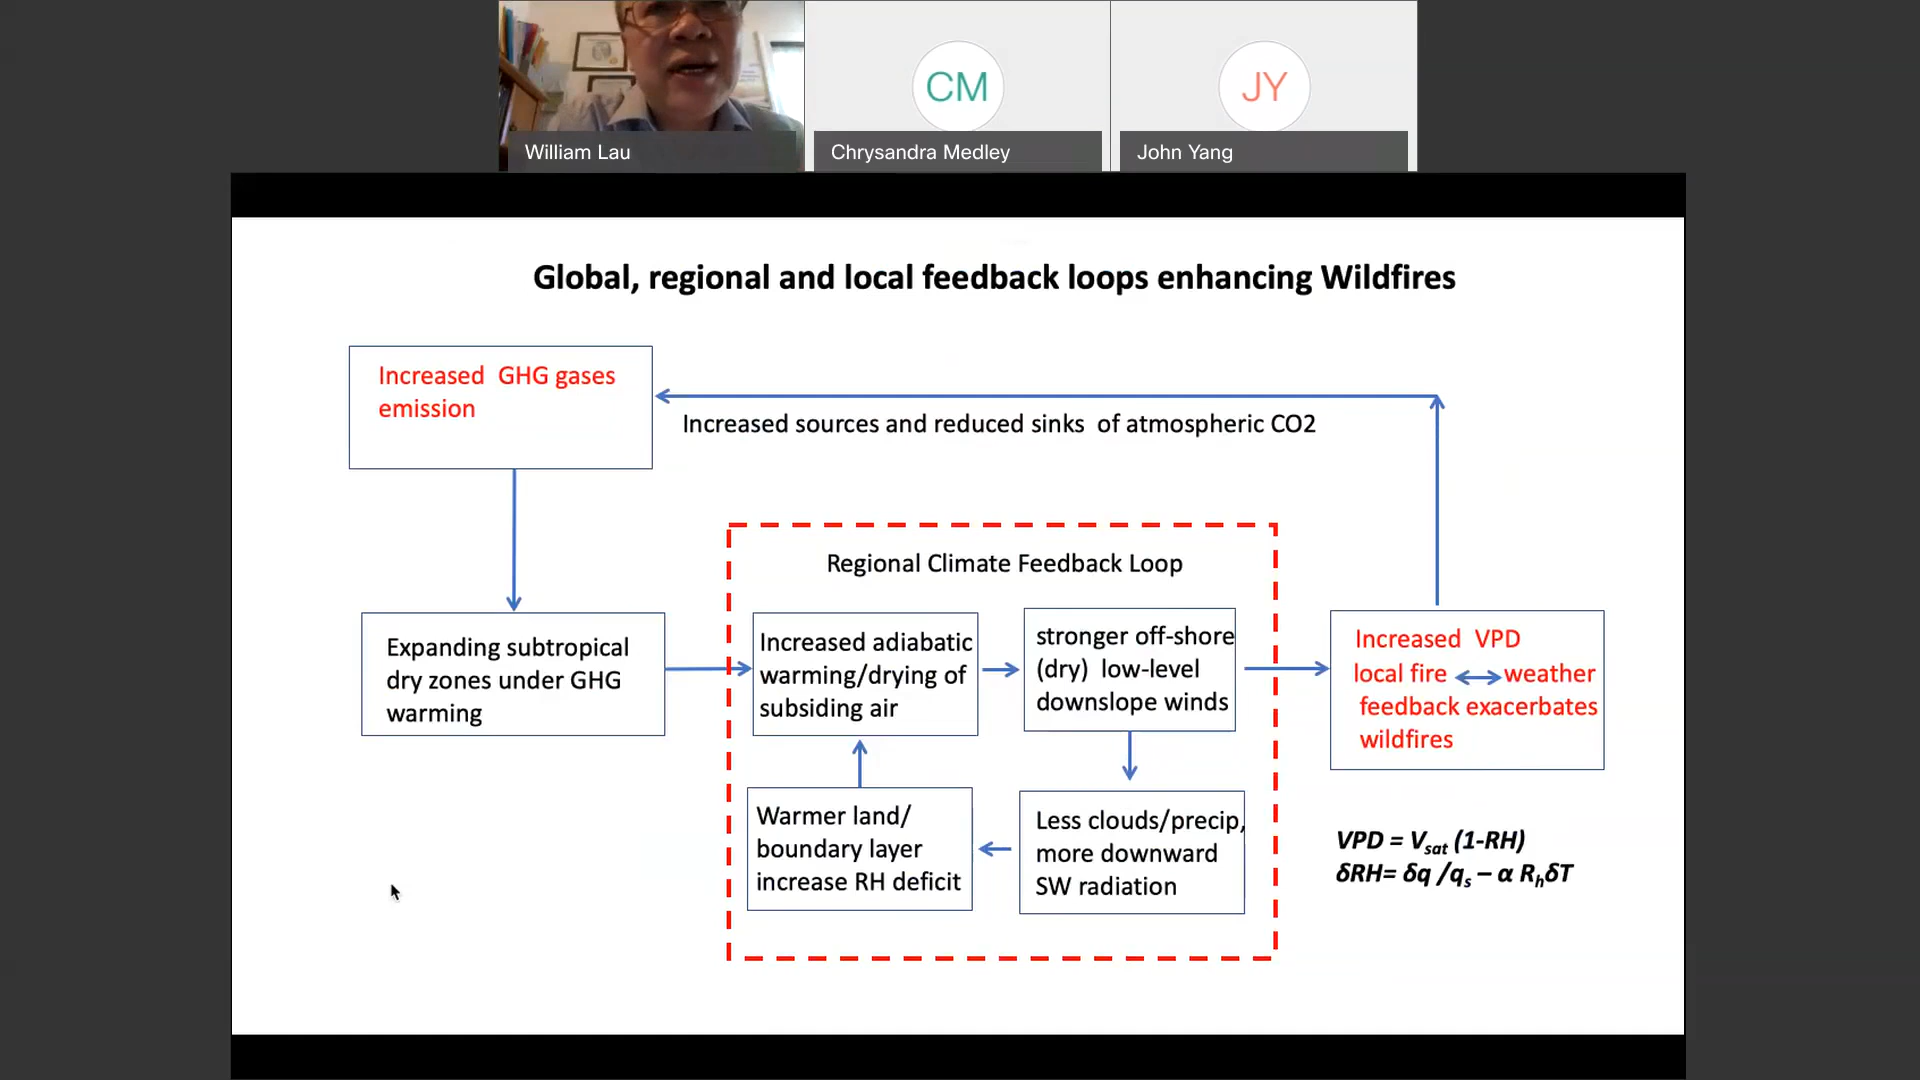 CM
JY
William Lau
Chrysandra Medley
John Yang
Global, regional and local feedback loops enhancing Wildfires
Increased GHG gases
emission
Increased sources and reduced sinks of atmospheric CO2
Expanding subtropical
dry zones under GHG
warming
Regional Climate Feedback Loop
Increased adiabatic
warming/drying of
subsiding air
stronger off-shore
(dry) low-level
downslope winds
Warmer land/
boundary layer
increase RH deficit
Less clouds/precip,
more downward
SW radiation
Increased VPD
local fire weather
feedback exacerbates
wildfires
VPD = Vsat (1-RH)
δRH= δq /qs – α RhδT